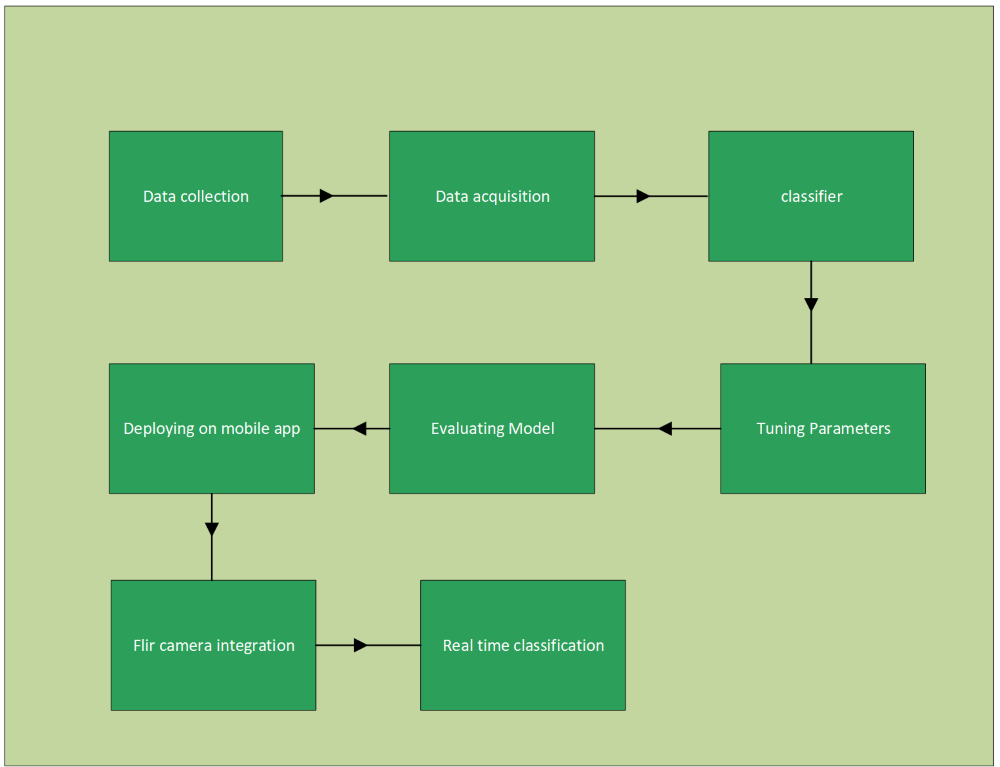 Data collection
Data acquisition
classifier
Tuning Parameters
Evaluating Model
Deploying on mobile app
Flir camera integration
Real time classification